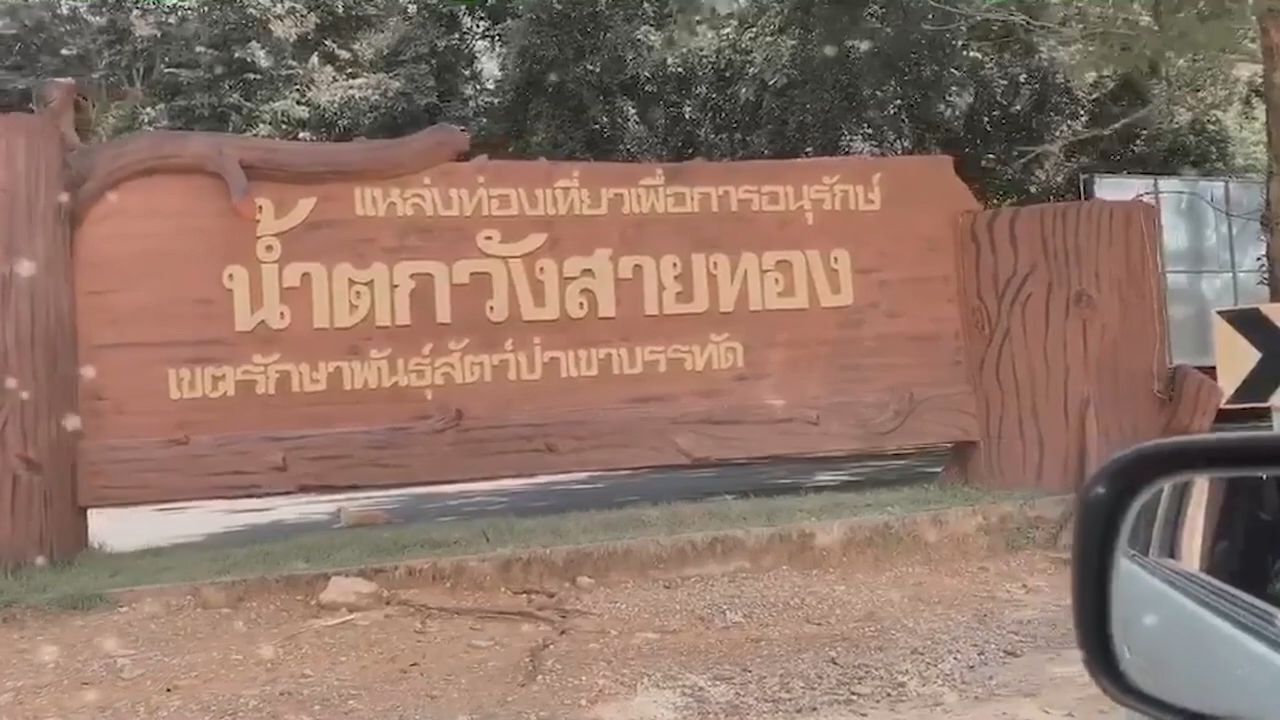 แหล่งท่องเที่ยวเพื่อการอนุรักษ์
น้ำตกวังสายทอง
เขตรักษาพันธุ์สัตว์ป่าเขาบรรทัด